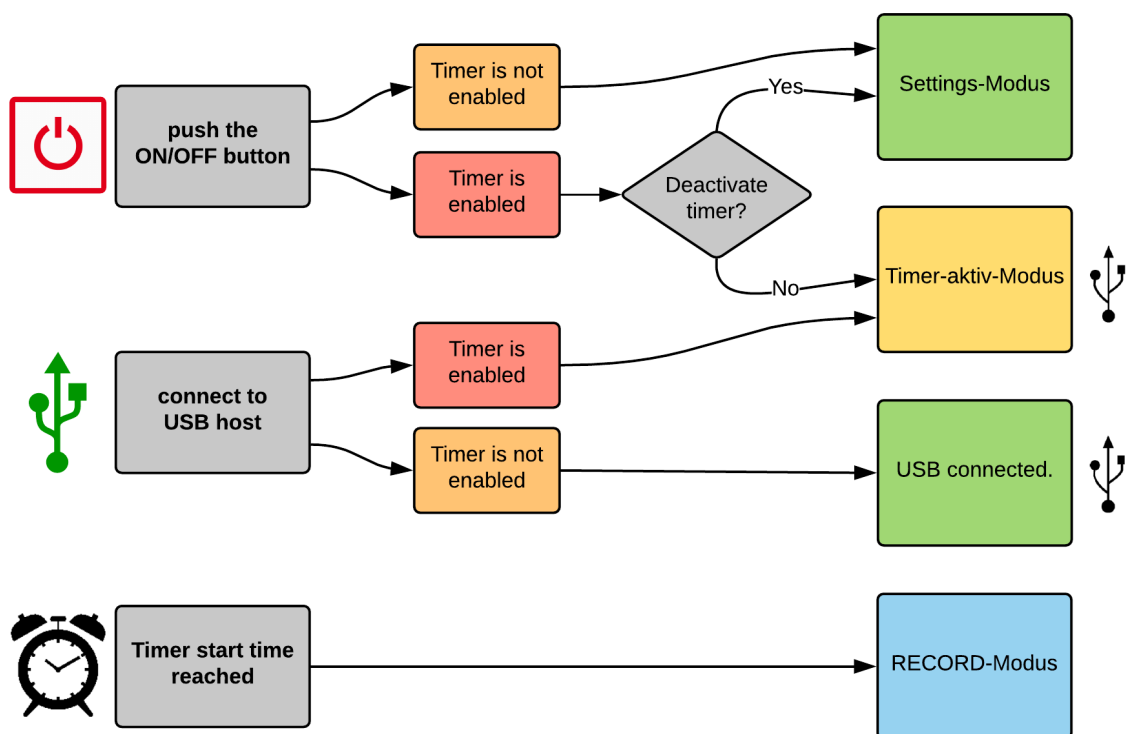 push the
ON/OFF button
Timer is not
enabled
Timer is
enabled
Deactivate
timer?
Yes
No
Settings-Modus
Timer-aktiv-Modus
connect to
USB host
Timer is
enabled
Timer is not
enabled
USB connected.
Timer start time
reached
RECORD-Modus